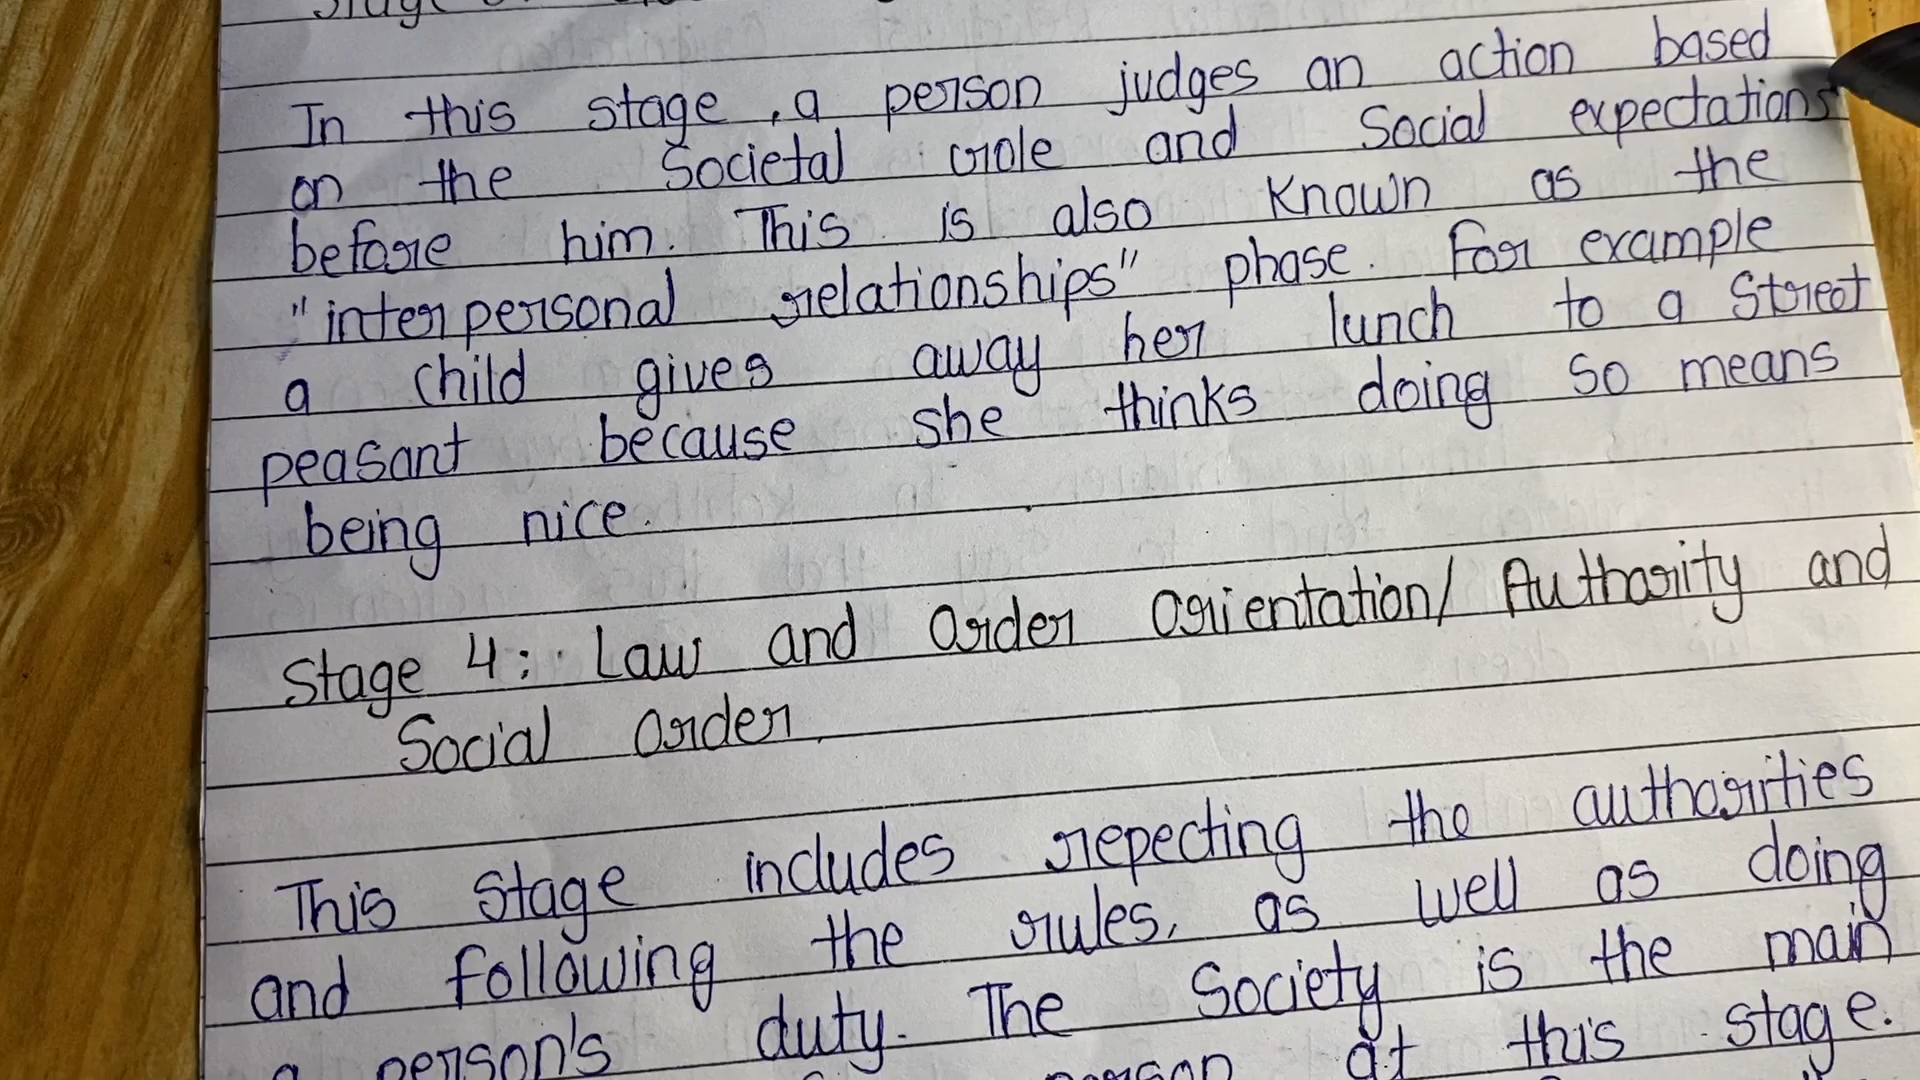 Stage
In this stage, a person judges an action based
on the Societal role and Social expectations
before him. This is also known as the
"interpersonal relationships" phase. For example
a child gives away her lunch to a Street
peasant because she thinks doing so means
being nice.
Stage 4: Law and Order Orientation/ Authority and
Social Order
This Stage includes repecting the authorities
and following the rules, as well as doing
a person's duty. The Society is the main
person at this stage.